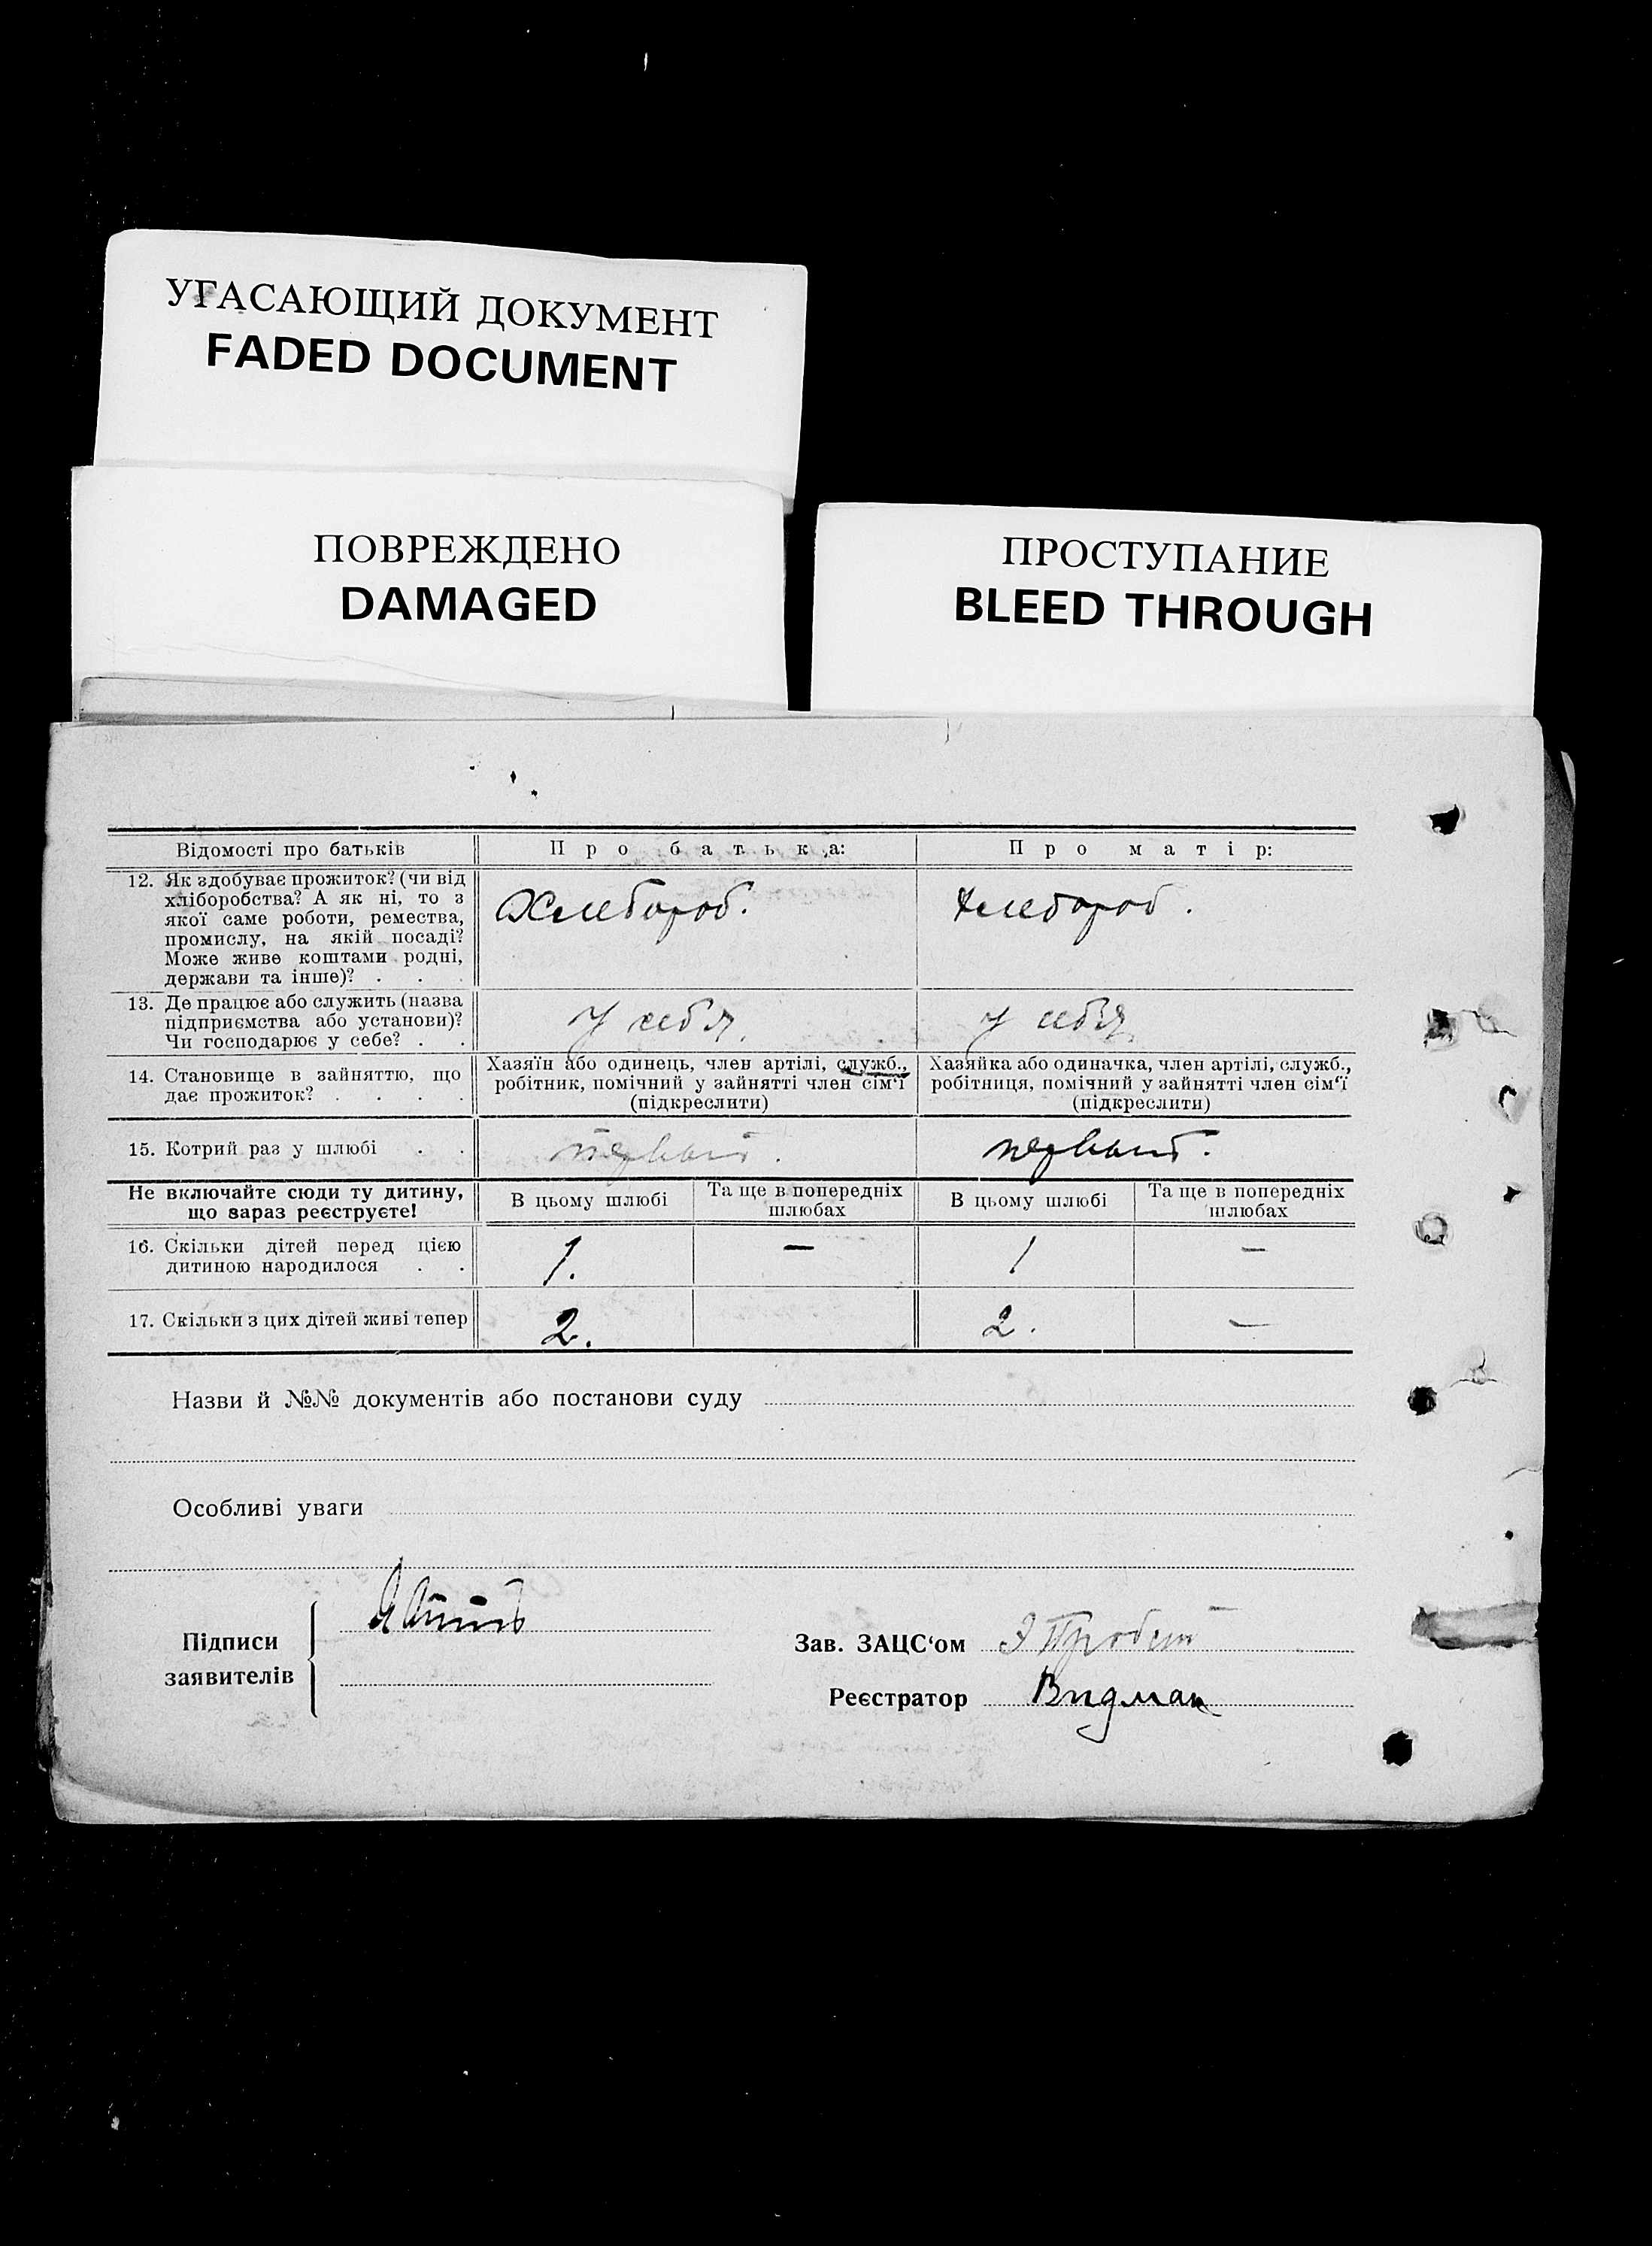 УГАСАЮЩИЙ ДОКУМЕНТ
FADED DOCUMENT
ПОВРЕЖДЕНО
DAMAGED
ПРОСТУПАНИЕ
BLEED THROUGH
Відомості про батьків
Про батька:
Про матір:
12. Як здобуває прожиток? (чи від
хліборобства? А як ні, то з
якої саме роботи, ремества,
промислу, на якій посаді?
Може живе коштами родні,
держави та інше)? . .
Хлебороб.
Хлебороб.
13. Де працює або служить (назва
підприємства або установи)?
Чи господарює у себе? . .
У себя.
У себя.
14. Становище в зайняттю, що
дає прожиток? . . . .
Хазяїн або одинець, член артілі, служб.,
робітник, помічний у зайнятті член сім'ї
(підкреслити)
Хазяйка або одиначка, член артілі, служб.,
робітниця, помічний у зайнятті член сім'ї
(підкреслити)
15. Котрий раз у шлюбі . .
первый.
первый.
Не включайте сюди ту дитину,
що зараз реєструєте!
В цьому шлюбі
Та ще в попередніх
шлюбах
В цьому шлюбі
Та ще в попередніх
шлюбах
16. Скільки дітей перед цією
дитиною народилося . .
1.
—
1
—
17. Скільки з цих дітей живі тепер
2.
2.
—
Назви й №№ документів або постанови суду
Особливі уваги
Підписи
заявителів
Зав. ЗАЦС‘ом
Реєстратор Видман